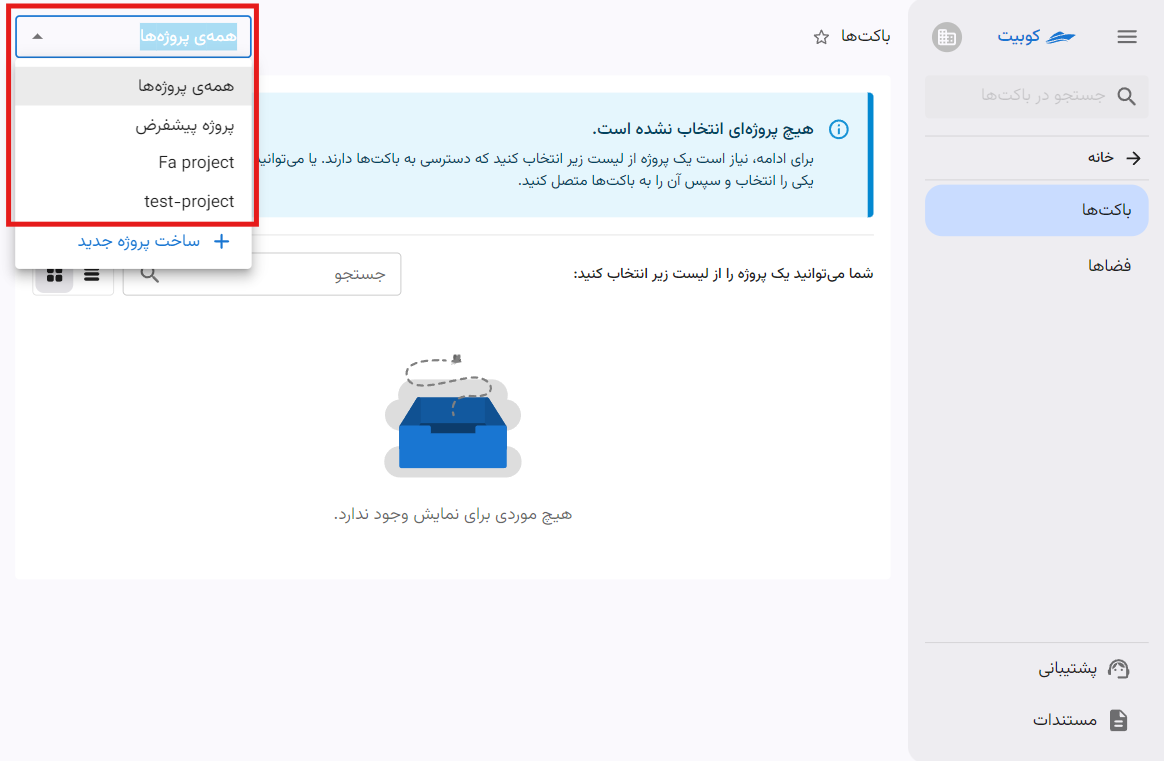 کوبیت
جستجو در باکت‌ها
خانه
باکت‌ها
فضاها
پشتیبانی
مستندات
باکت‌ها
همه‌ی پروژه‌ها
همه‌ی پروژه‌ها
پروژه پیشفرض
Fa project
test-project
ساخت پروژه جدید
هیچ پروژه‌ای انتخاب نشده است.
برای ادامه، نیاز است یک پروژه از لیست زیر انتخاب کنید که دسترسی به باکت‌ها دارند. یا می‌توانید
یکی را انتخاب و سپس آن را به باکت‌ها متصل کنید.
شما می‌توانید یک پروژه را از لیست زیر انتخاب کنید:
جستجو
هیچ موردی برای نمایش وجود ندارد.